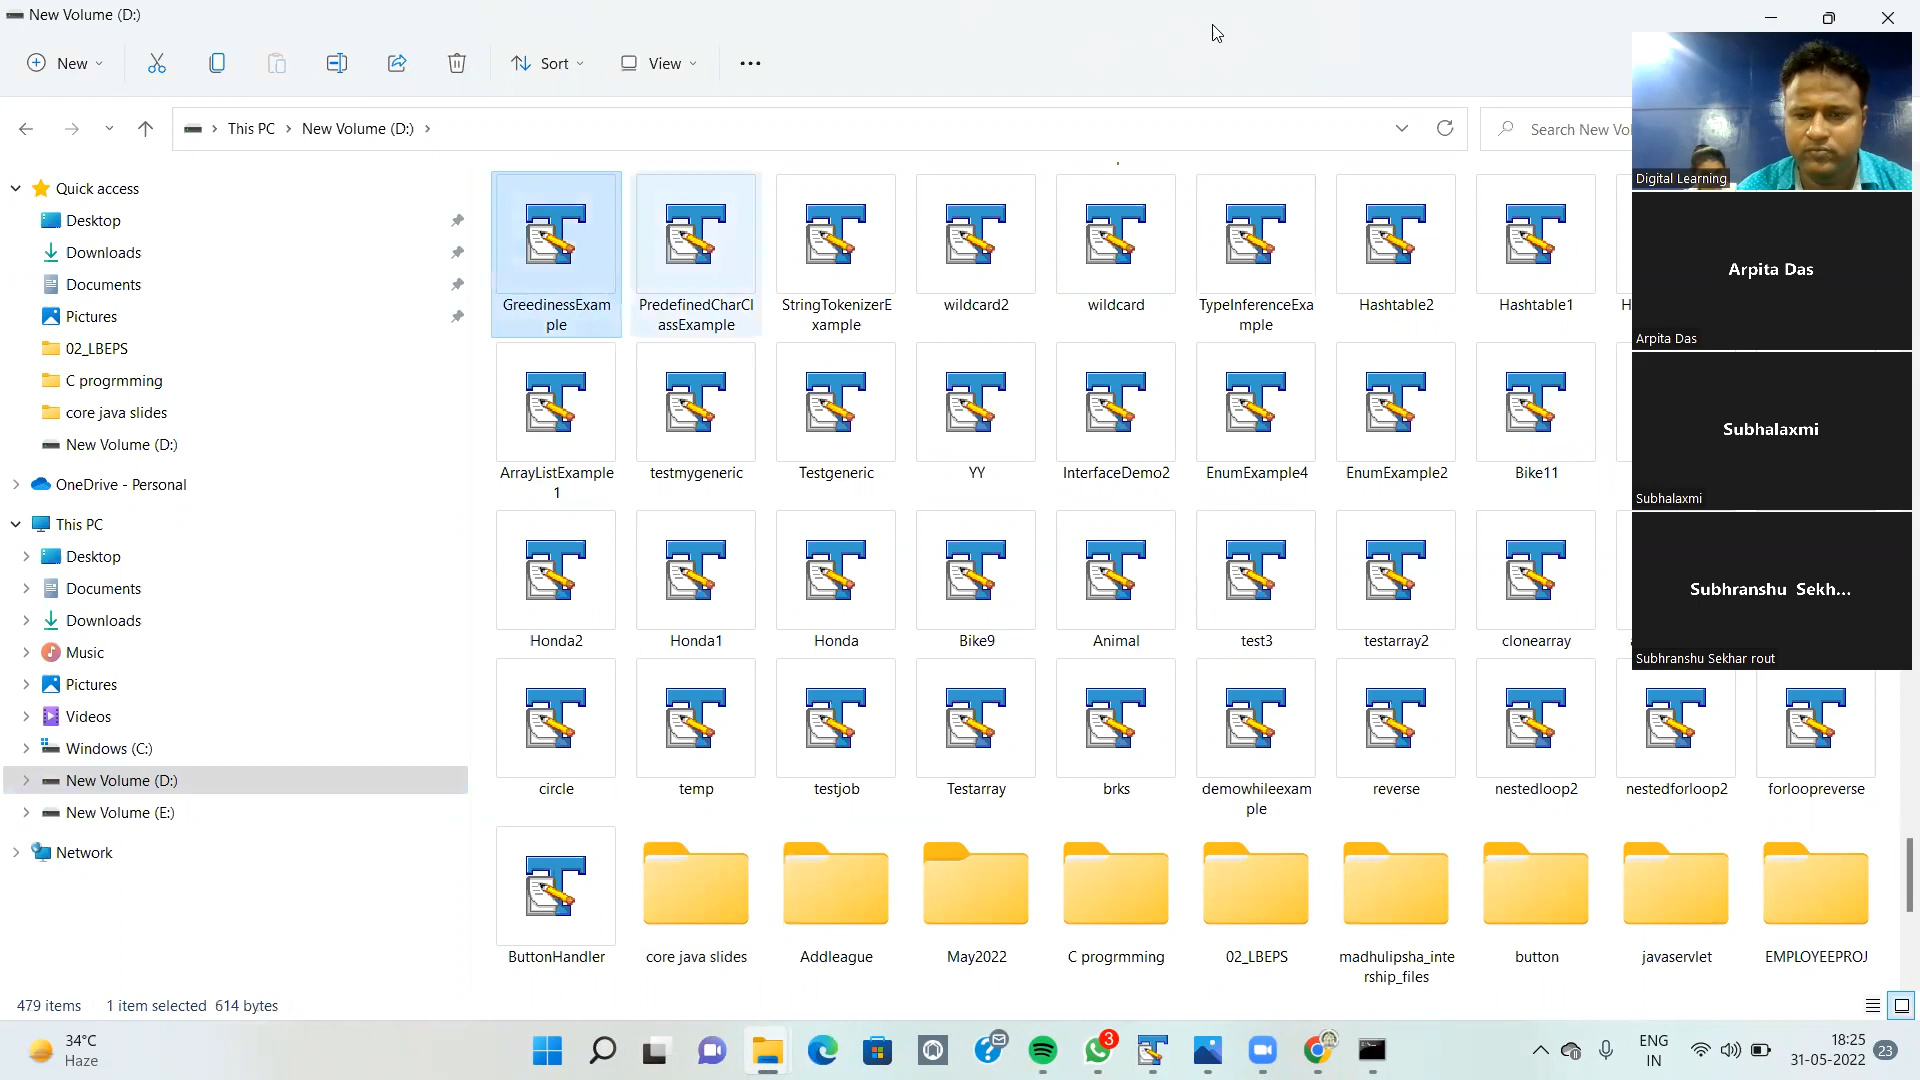 New Volume (D:)
New
Sort
View
This PC
New Volume (D:)
Search New Vol
Quick access
Desktop
Downloads
Documents
Pictures
02_LBEPS
C progrmming
core java slides
New Volume (D:)
OneDrive - Personal
This PC
Desktop
Documents
Downloads
Music
Pictures
Videos
Windows (C:)
New Volume (D:)
New Volume (E:)
Network
GreedinessExam
ple
PredefinedCharCl
assExample
StringTokenizerE
xample
wildcard2
wildcard
TypeInferenceExa
mple
Hashtable2
Hashtable1
ArrayListExample
1
testmygeneric
Testgeneric
YY
InterfaceDemo2
EnumExample4
EnumExample2
Bike11
Honda2
Honda1
Honda
Bike9
Animal
test3
testarray2
clonearray
circle
temp
testjob
Testarray
brks
demowhileexam
ple
reverse
nestedloop2
nestedforloop2
forloopreverse
ButtonHandler
core java slides
Addleague
May2022
C progrmming
02_LBEPS
madhulipsha_inte
rship_files
button
javaservlet
EMPLOYEEPROJ
Digital Learning
Arpita Das
Arpita Das
Subhalaxmi
Subhalaxmi
Subhranshu Sekh...
Subhranshu Sekhar rout
479 items
1 item selected 614 bytes
34°C
Haze
3
ENG
IN
18:25
31-05-2022
23